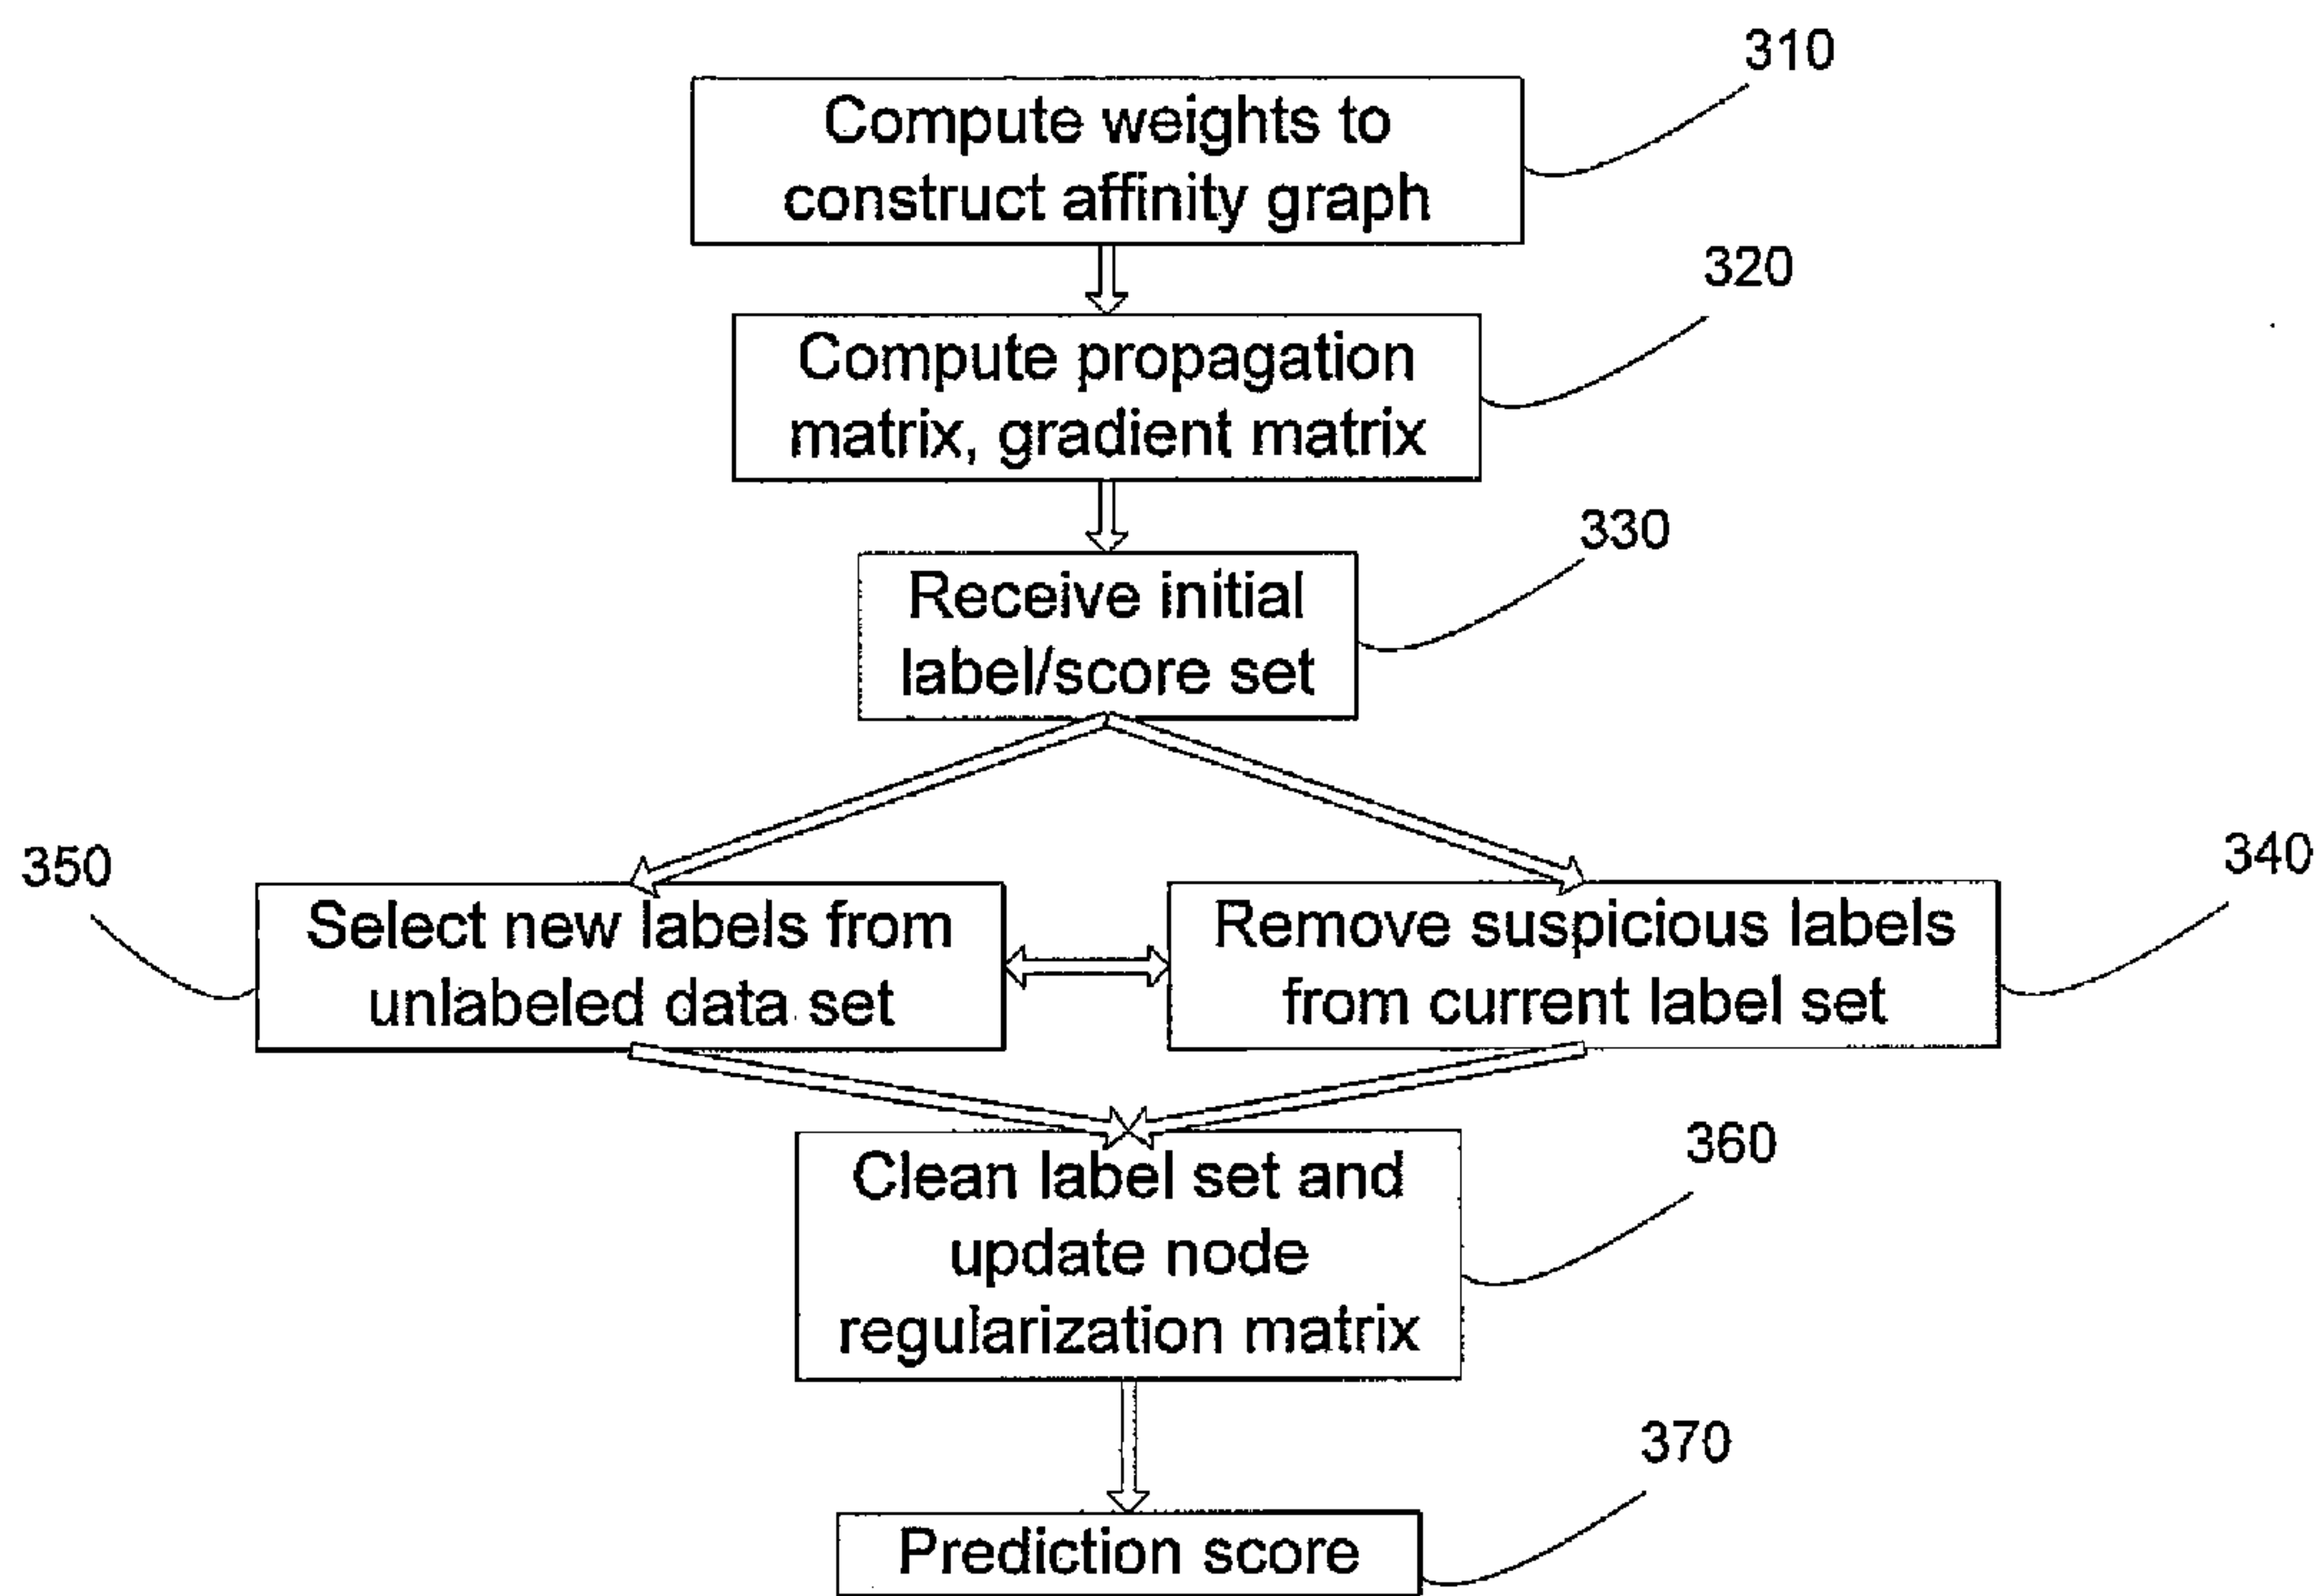 310
Compute weights to
construct affinity graph
320
Compute propagation
matrix, gradient matrix
330
Receive initial
label/score set
350
Select new labels from
unlabeled data set
340
Remove suspicious labels
from current label set
360
Clean label set and
update node
regularization matrix
370
Prediction score